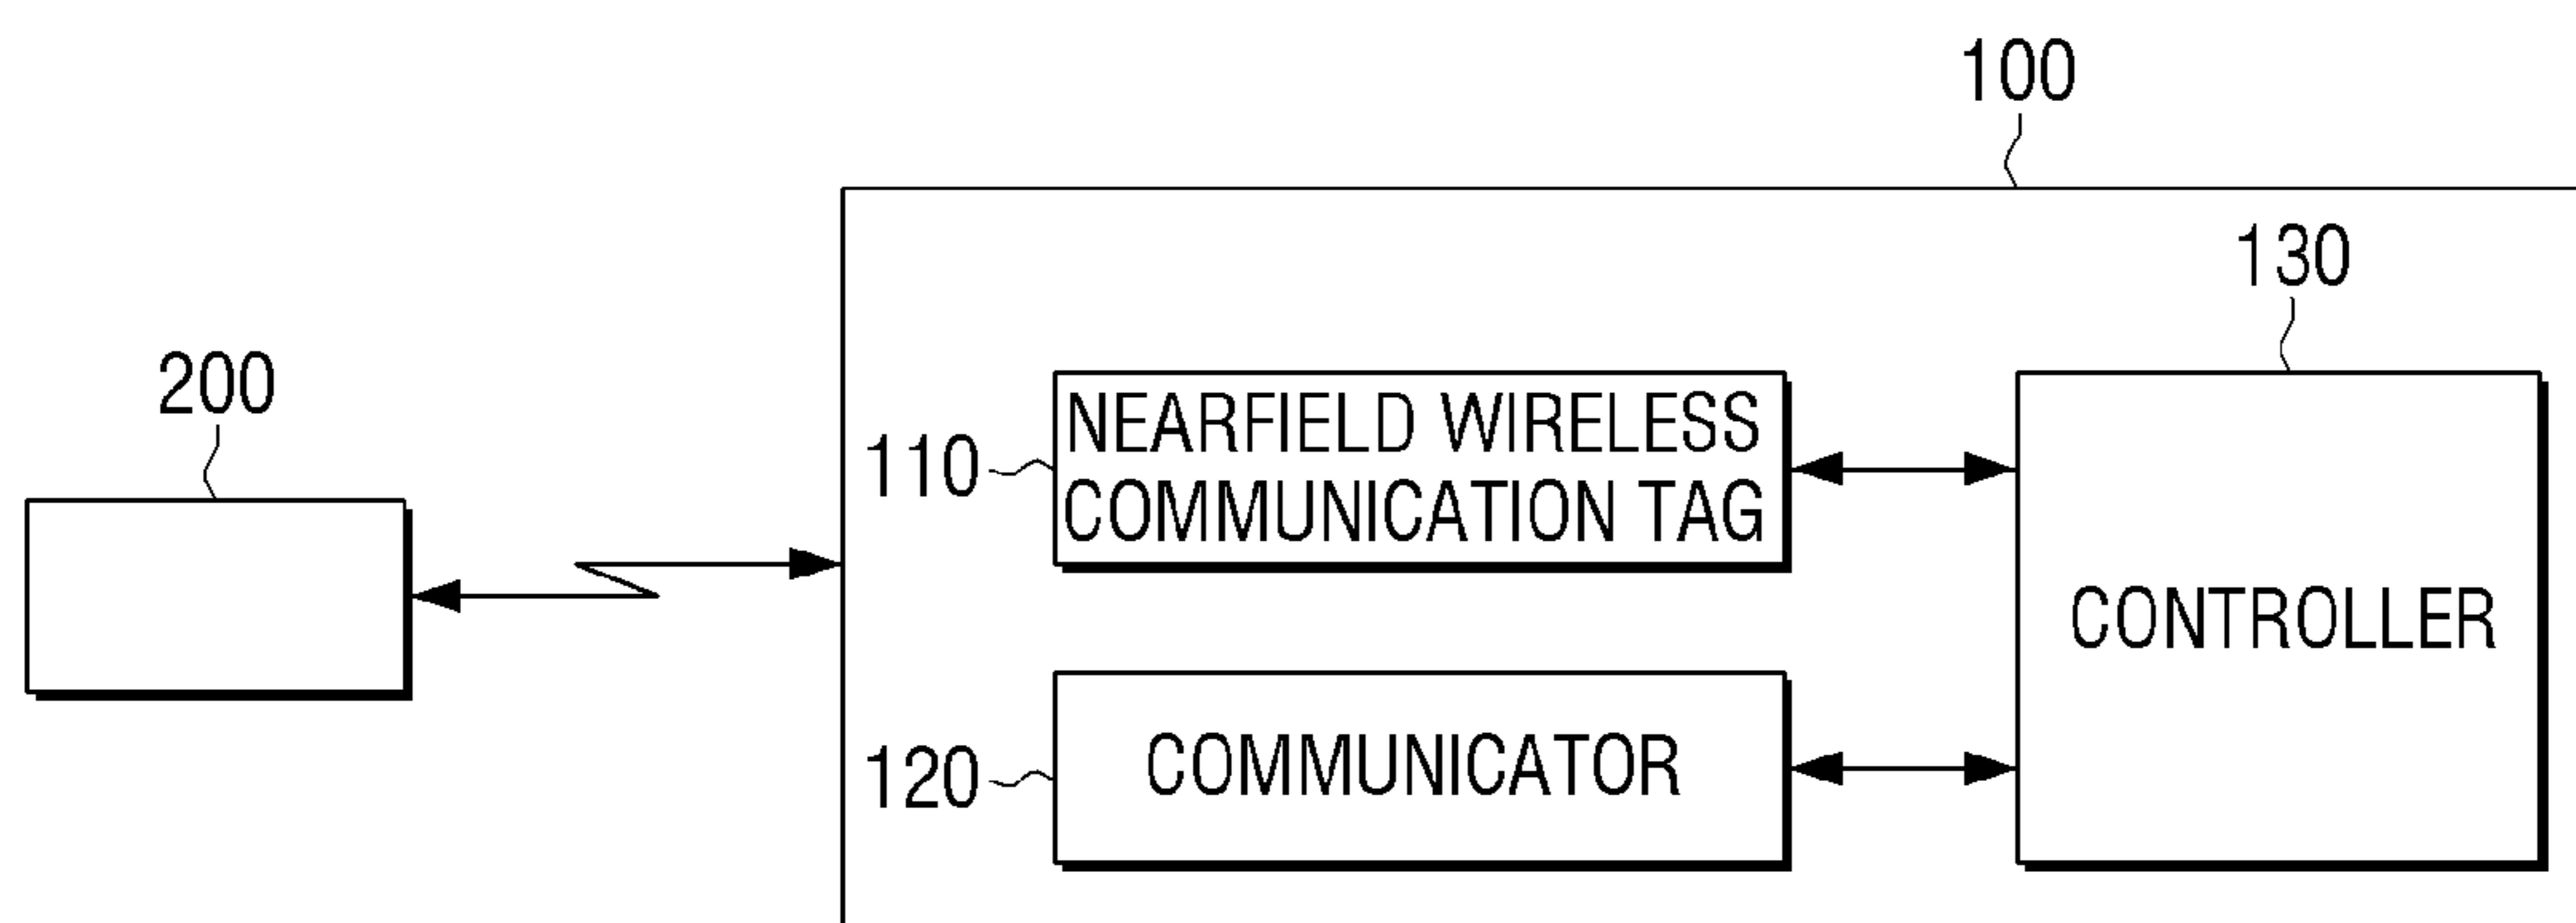 100
130
200
110
NEARFIELD WIRELESS
COMMUNICATION TAG
CONTROLLER
120
COMMUNICATOR